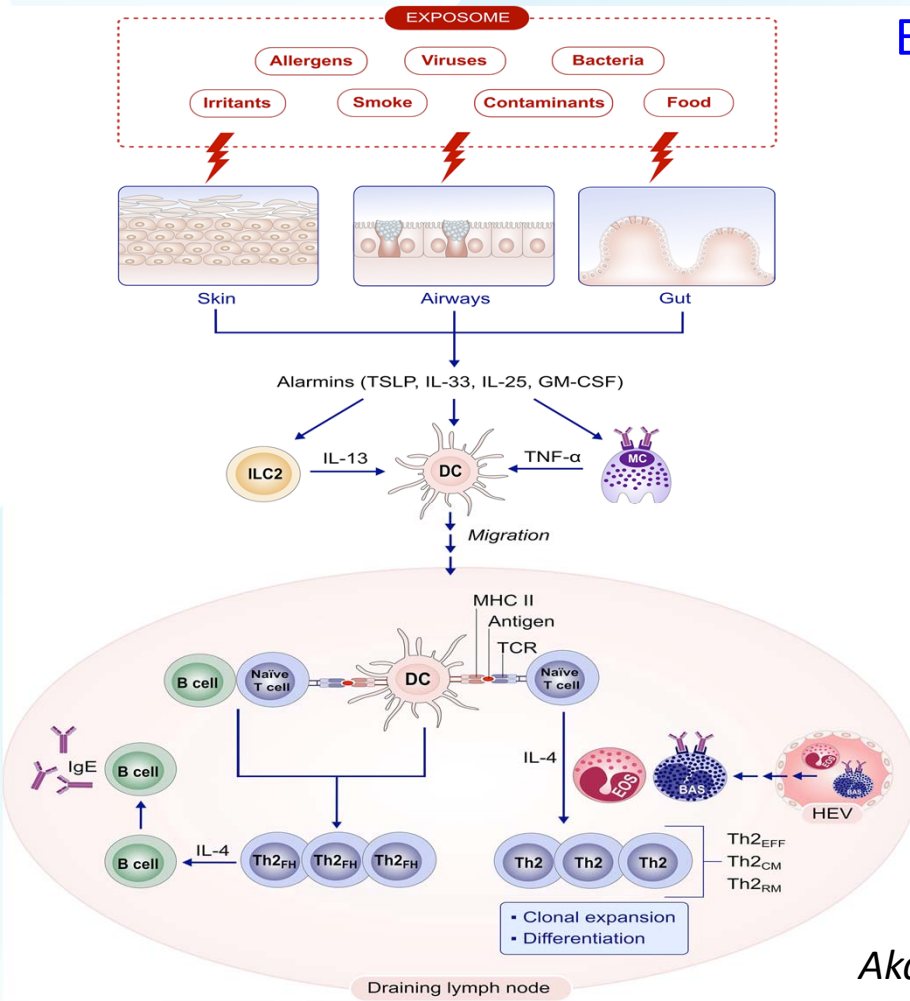 EXPOSOME
Allergens
Viruses
Bacteria
Irritants
Smoke
Contaminants
Food
Skin
Airways
Gut
Alarmins (TSLP, IL-33, IL-25, GM-CSF)
ILC2
IL-13
DC
TNF-α
MC
Migration
MHC II
Antigen
TCR
B cell
Naïve
T cell
DC
Naïve
T cell
IgE
B cell
IL-4
EOS
BAS
EOS
BAS
HEV
B cell
IL-4
Th2FH
Th2FH
Th2FH
Th2
Th2
Th2
Th2EFF
Th2CM
Th2RM
▪ Clonal expansion
▪ Differentiation
Draining lymph node